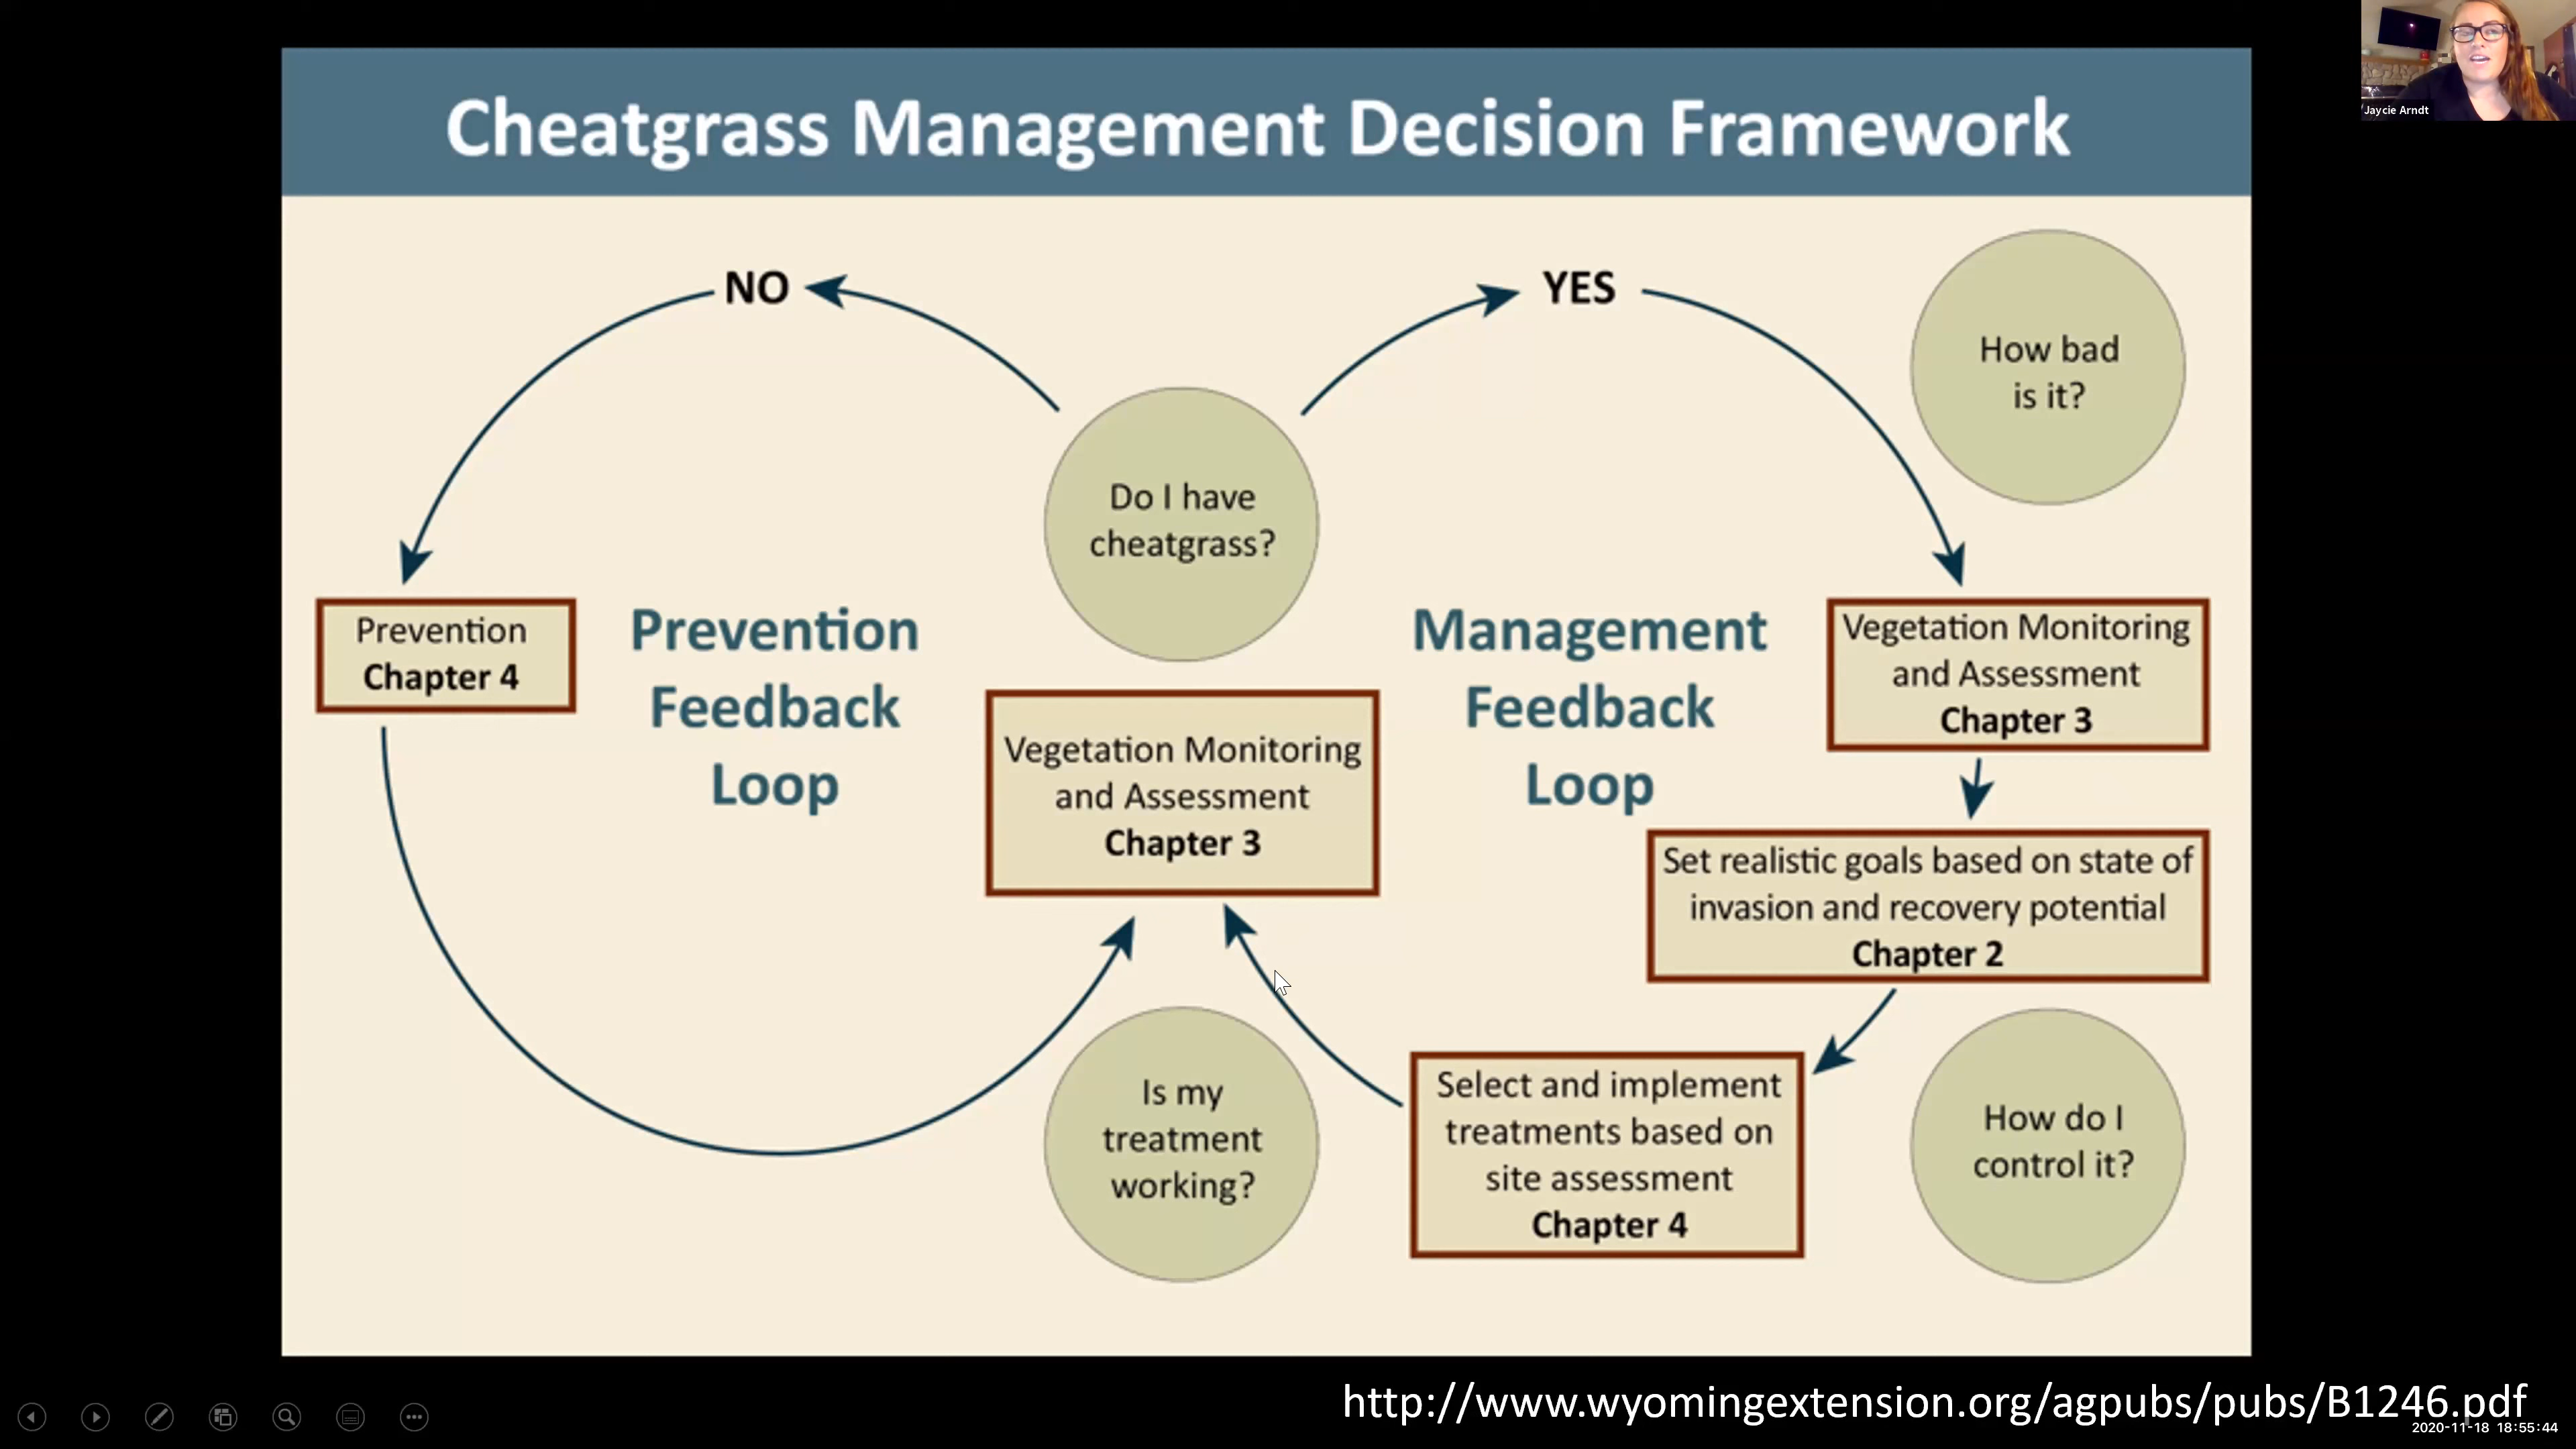 Jaycie Arndt
Cheatgrass Management Decision Framework
NO
YES
How bad
is it?
Do I have
cheatgrass?
Prevention
Chapter 4
Prevention
Feedback
Loop
Management
Feedback
Loop
Vegetation Monitoring
and Assessment
Chapter 3
Vegetation Monitoring
and Assessment
Chapter 3
Set realistic goals based on state of
invasion and recovery potential
Chapter 2
Is my
treatment
working?
Select and implement
treatments based on
site assessment
Chapter 4
How do I
control it?
http://www.wyomingextension.org/agpubs/pubs/B1246.pdf
2020-11-18 18:55:44